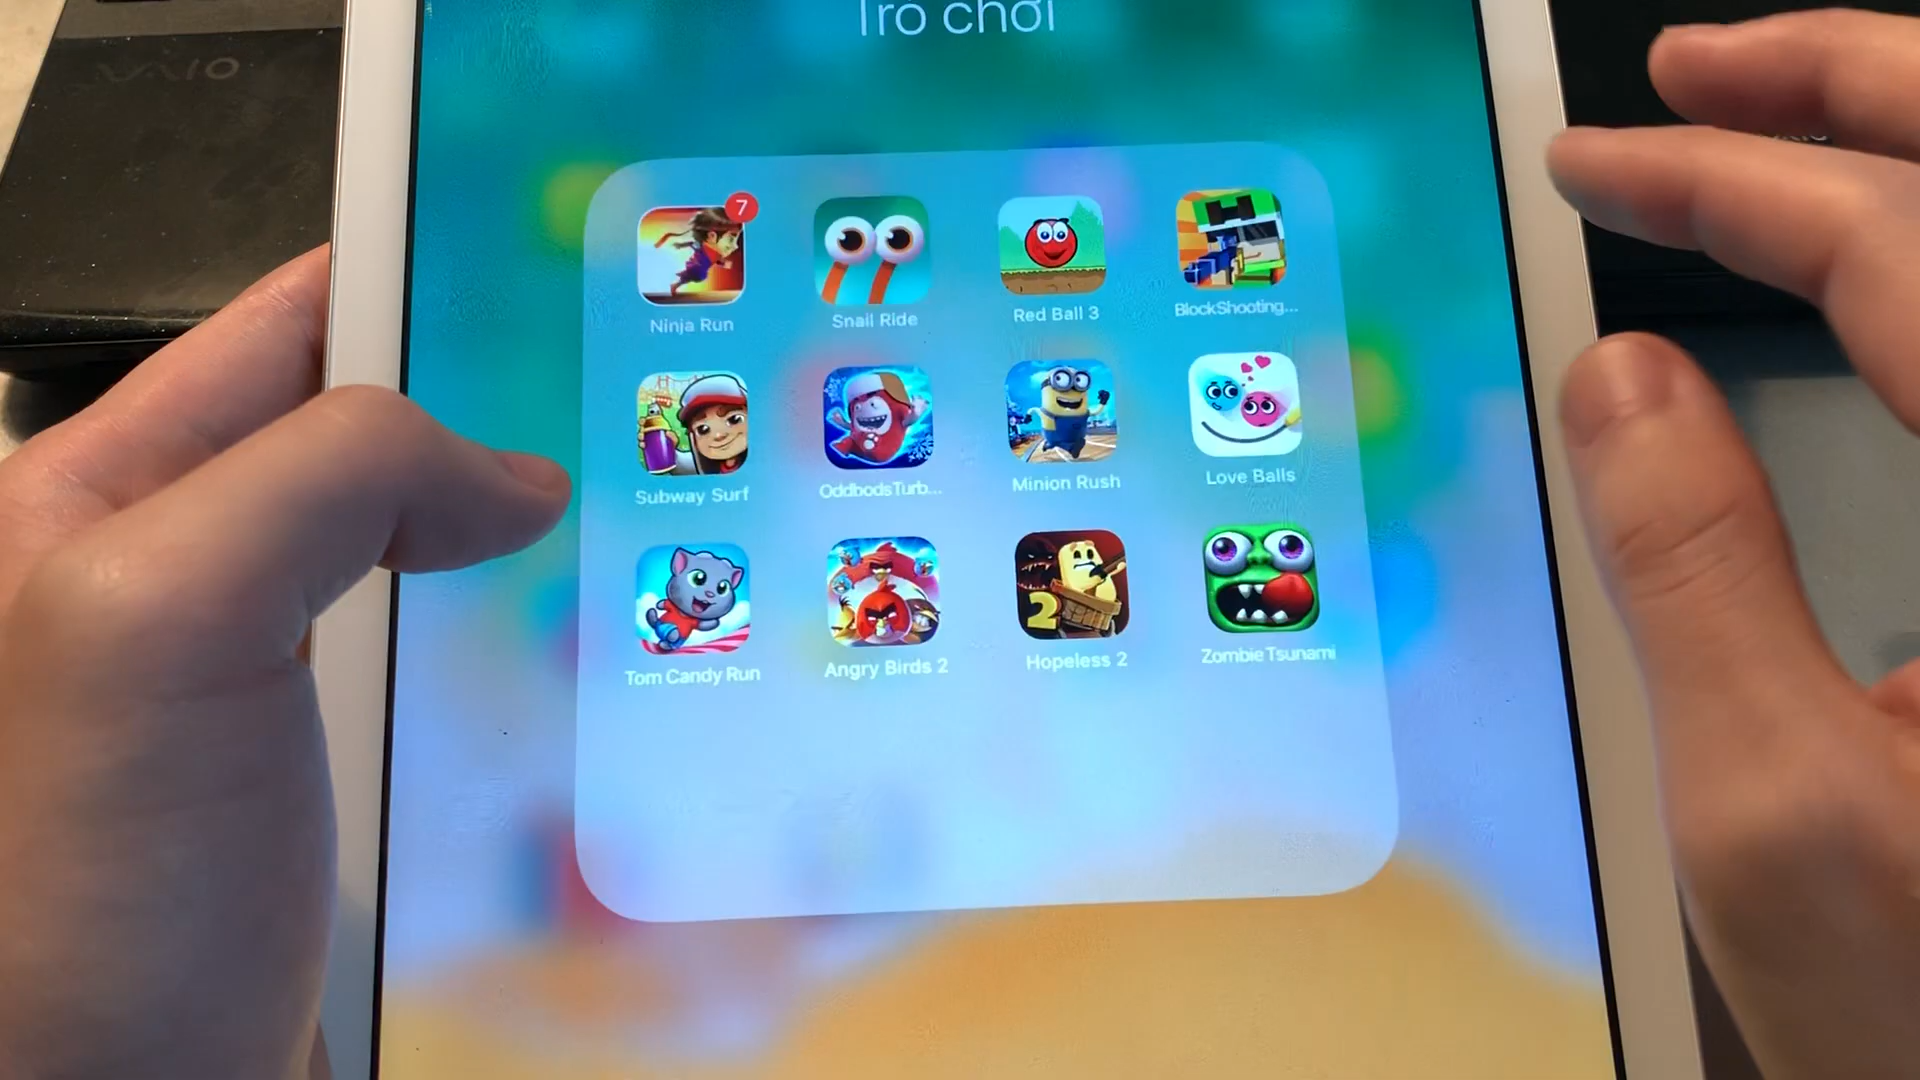 VAIO
Trò chơi
7
Ninja Run
Snail Ride
Red Ball 3
BlockShooting...
Subway Surf
OddbodsTurb...
Minion Rush
Love Balls
Tom Candy Run
Angry Birds 2
2
Hopeless 2
Zombie Tsunami